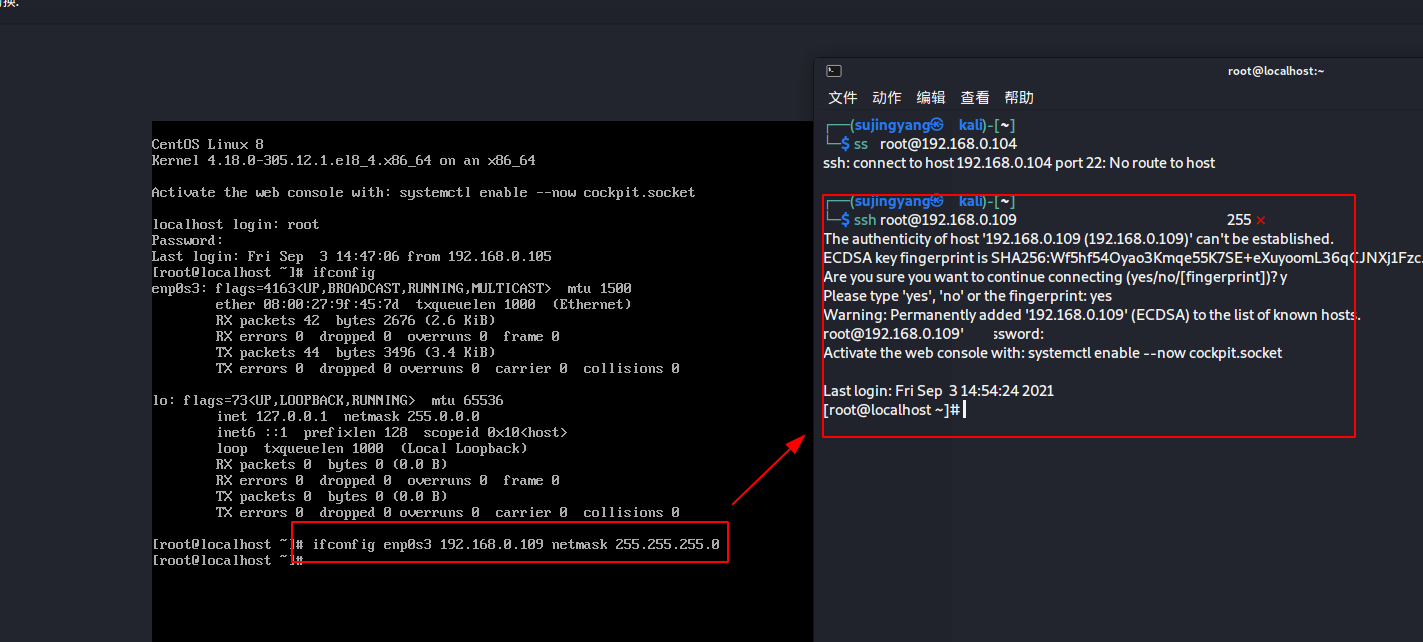 换.
CentOS Linux 8
Kernel 4.18.0-305.12.1.el8_4.x86_64 on an x86_64
Activate the web console with: systemctl enable --now cockpit.socket
localhost login: root
Password:
Last login: Fri Sep  3 14:47:06 from 192.168.0.105
[root@localhost ~]# ifconfig
enp0s3: flags=4163<UP,BROADCAST,RUNNING,MULTICAST>  mtu 1500
ether 08:00:27:9f:45:7d  txqueuelen 1000  (Ethernet)
RX packets 42  bytes 2676 (2.6 KiB)
RX errors 0  dropped 0  overruns 0  frame 0
TX packets 44  bytes 3496 (3.4 KiB)
TX errors 0  dropped 0 overruns 0  carrier 0  collisions 0
lo: flags=73<UP,LOOPBACK,RUNNING>  mtu 65536
inet 127.0.0.1  netmask 255.0.0.0
inet6 ::1  prefixlen 128  scopeid 0x10<host>
loop  txqueuelen 1000  (Local Loopback)
RX packets 0  bytes 0 (0.0 B)
RX errors 0  dropped 0  overruns 0  frame 0
TX packets 0  bytes 0 (0.0 B)
TX errors 0  dropped 0 overruns 0  carrier 0  collisions 0
[root@localhost ~]# ifconfig enp0s3 192.168.0.109 netmask 255.255.255.0
[root@localhost ~]#
root@localhost:~
文件 动作 编辑 查看 帮助
┌──(sujingyang㉿ kali)-[~]
└─$ ss root@192.168.0.104
ssh: connect to host 192.168.0.104 port 22: No route to host
┌──(sujingyang㉿ kali)-[~]
└─$ ssh root@192.168.0.109 255 ⨯
The authenticity of host '192.168.0.109 (192.168.0.109)' can't be established.
ECDSA key fingerprint is SHA256:Wf5hf54Oyao3Kmqe55K7SE+eXuyoomL36qCJNXj1Fzc.
Are you sure you want to continue connecting (yes/no/[fingerprint])? y
Please type 'yes', 'no' or the fingerprint: yes
Warning: Permanently added '192.168.0.109' (ECDSA) to the list of known hosts.
root@192.168.0.109' ssword:
Activate the web console with: systemctl enable --now cockpit.socket
Last login: Fri Sep  3 14:54:24 2021
[root@localhost ~]#